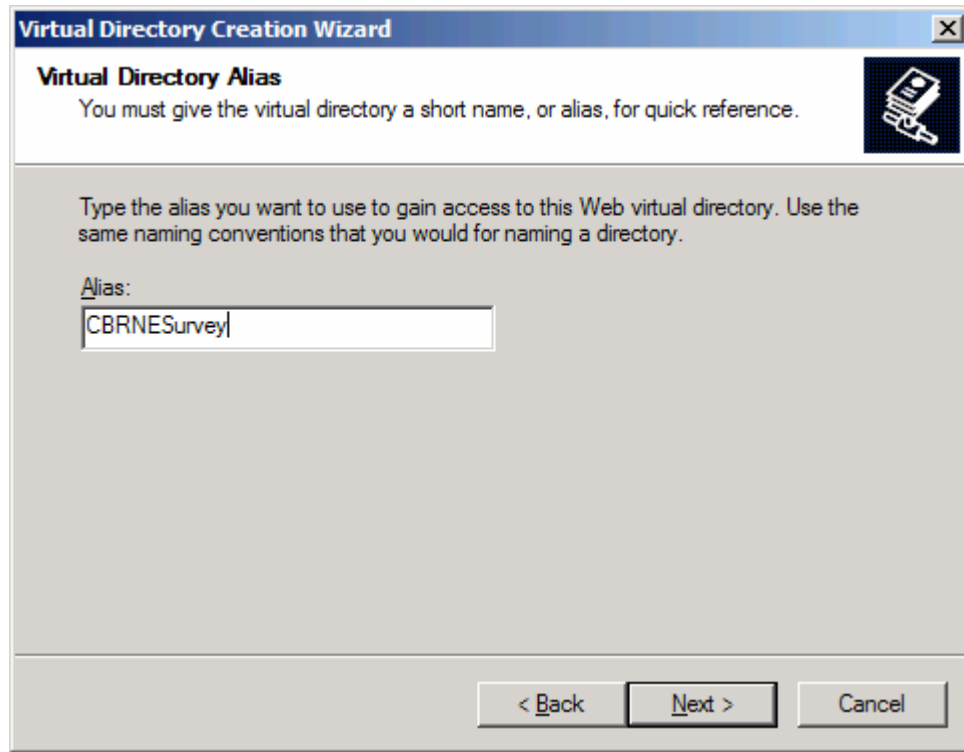 Virtual Directory Creation Wizard
Virtual Directory Alias
You must give the virtual directory a short name, or alias, for quick reference.
Type the alias you want to use to gain access to this Web virtual directory. Use the
same naming conventions that you would for naming a directory.
Alias:
CBRNESurvey
< Back Next > Cancel